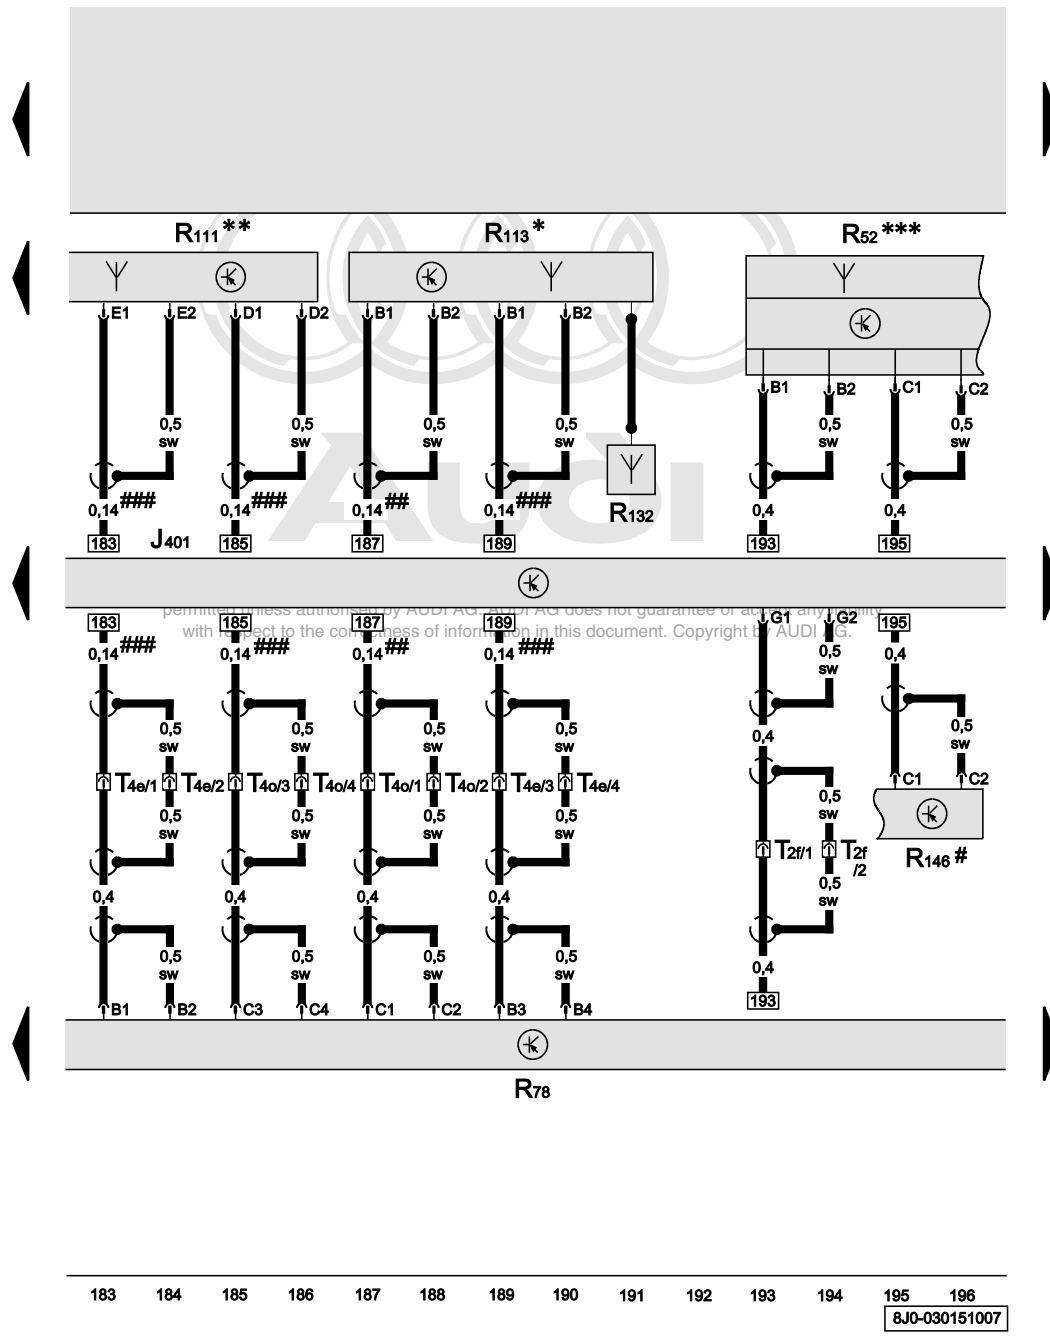 R111 ** R113 * R52 ***
E1 E2 D1 D2 B1 B2 B1 B2
B1 B2 C1 C2
0,5 0,5 0,5 0,5 0,5 0,5
sw sw sw sw sw sw
### ### ## ###
0,14 0,14 0,14 0,14 R132 0,4 0,4
183 J401 185 187 189 193 195
Audi
permitted unless authorised by AUDI AG. AUDI AG does not guarantee or accept any liability
with respect to the correctness of information in this document. Copyright by AUDI AG.
183 185 187 189 G1 G2 195
### ### ## ###
0,14 0,14 0,14 0,14 0,5 0,4
sw
0,5 0,5 0,5 0,5 0,4 0,5
sw sw sw sw sw
T4e/1 T4e/2 T4o/3 T4o/4 T4o/1 T4o/2 T4e/3 T4e/4 C1 C2
0,5 0,5 0,5 0,5 0,5
sw sw sw sw sw
T2f/1 T2f
/2 R146 #
0,4 0,4 0,4 0,4 0,5
sw
0,5 0,5 0,5 0,5 0,4
sw sw sw sw
193
B1 B2 C3 C4 C1 C2 B3 B4
R78
183 184 185 186 187 188 189 190 191 192 193 194 195 196
8J0-030151007